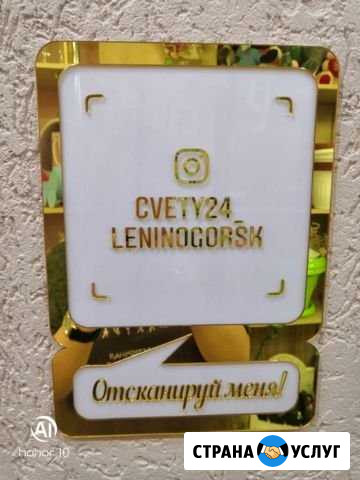 CVETY24_
LENINOGORSK
Отсканируй меня!
AI
honor 10
СТРАНА УСЛУГ